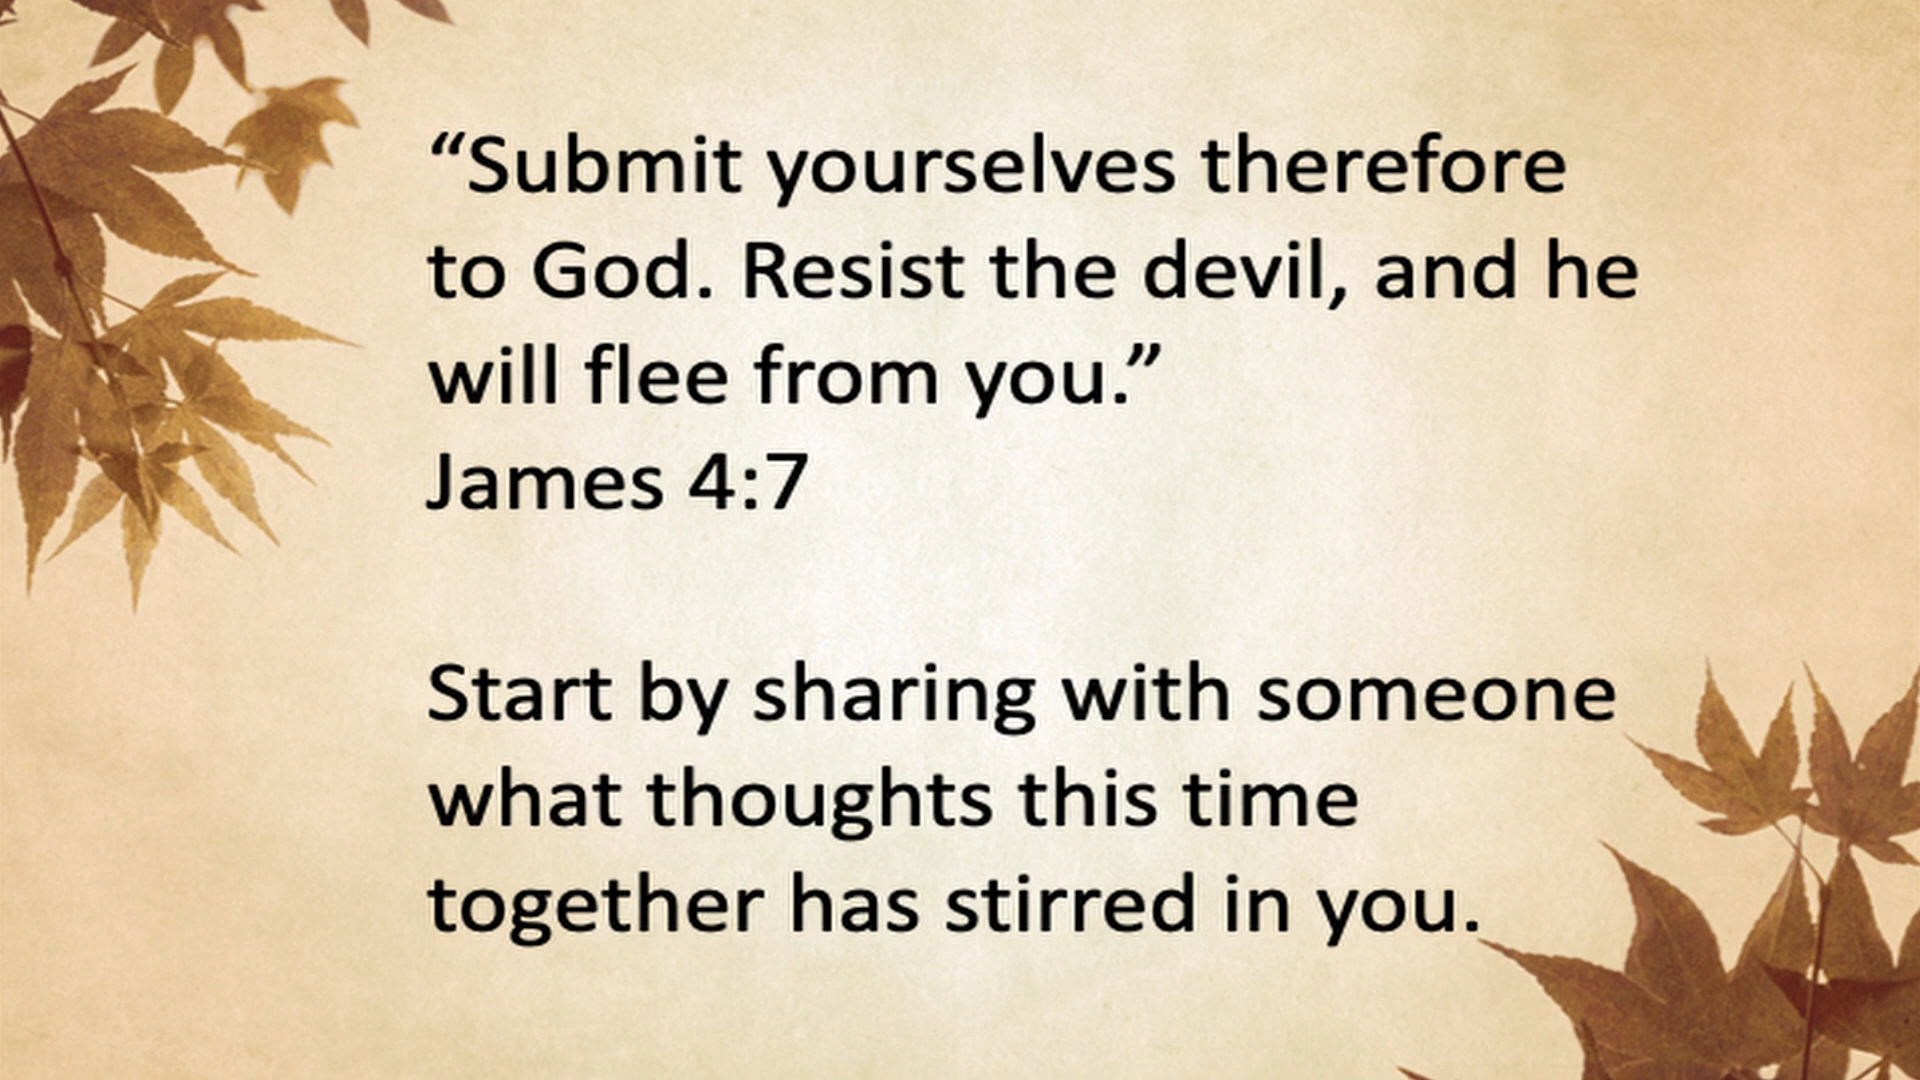 “Submit yourselves therefore
to God. Resist the devil, and he
will flee from you.”
James 4:7
Start by sharing with someone
what thoughts this time
together has stirred in you.